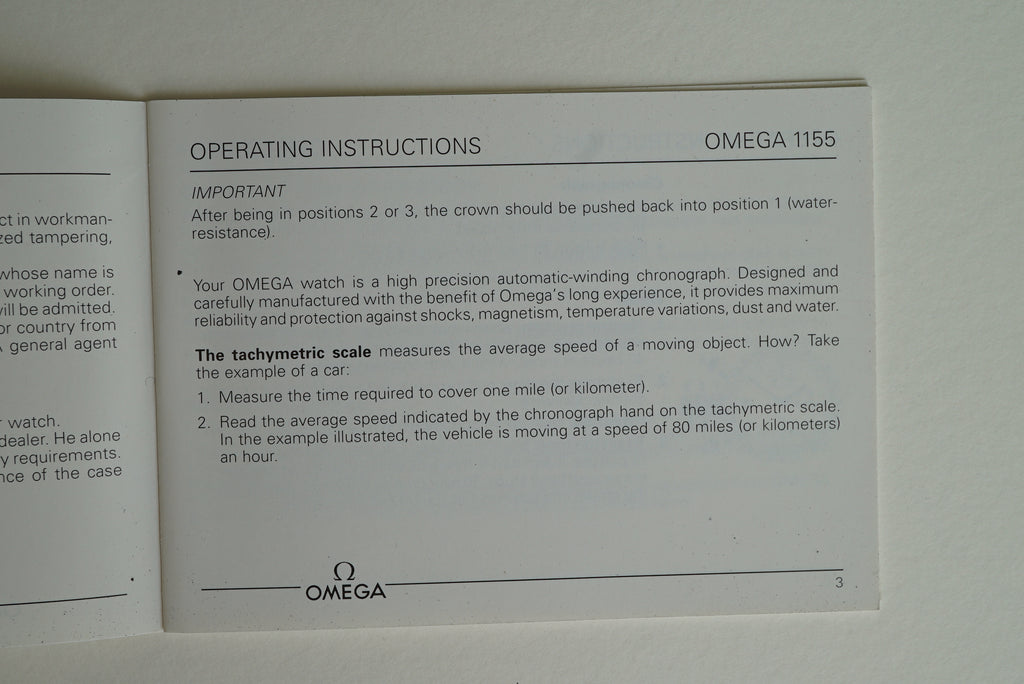 ct in workman-
zed tampering,
whose name is
working order.
will be admitted.
or country from
general agent
watch.
dealer. He alone
y requirements.
nce of the case
OPERATING INSTRUCTIONS OMEGA 1155
IMPORTANT
After being in positions 2 or 3, the crown should be pushed back into position 1 (water-
resistance).
Your OMEGA watch is a high precision automatic-winding chronograph. Designed and
carefully manufactured with the benefit of Omega's long experience, it provides maximum
reliability and protection against shocks, magnetism, temperature variations, dust and water.
The tachymetric scale measures the average speed of a moving object. How? Take
the example of a car:
1. Measure the time required to cover one mile (or kilometer).
2. Read the average speed indicated by the chronograph hand on the tachymetric scale.
In the example illustrated, the vehicle is moving at a speed of 80 miles (or kilometers)
an hour.
Ω
OMEGA
3